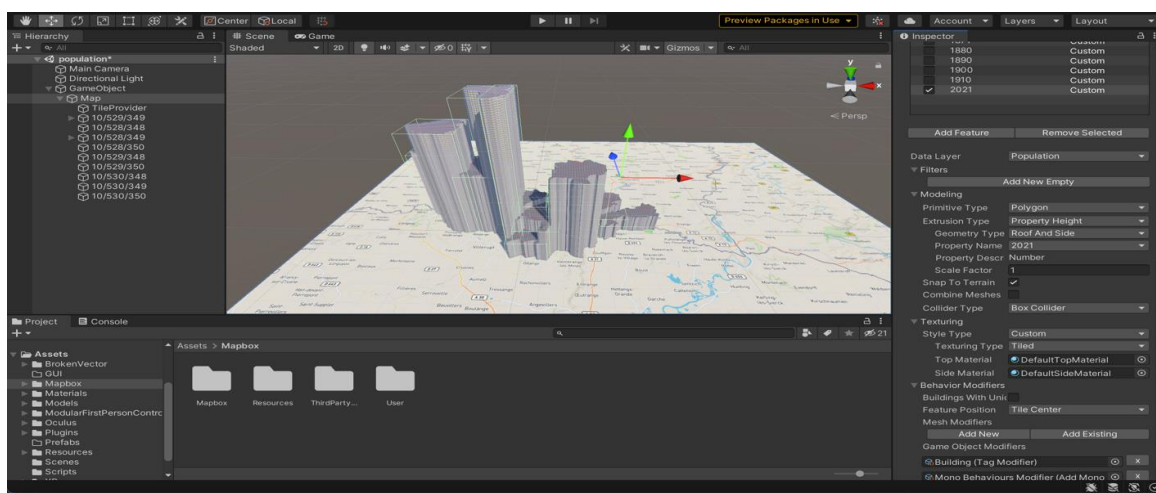 Center Local Preview Packages in Use Account Layers Layout
Hierarchy
All
population*
Main Camera
Directional Light
GameObject
Map
TileProvider
10/529/349
10/528/348
10/528/349
10/528/350
10/529/348
10/529/350
10/530/348
10/530/349
10/530/350
Scene Game
Shaded 2D 0 Gizmos All
y
x
Persp
Inspector
1880 Custom
1890 Custom
1900 Custom
1910 Custom
2021 Custom
Add Feature Remove Selected
Data Layer Population
Filters
Add New Empty
Modeling
Primitive Type Polygon
Extrusion Type Property Height
Geometry Type Roof And Side
Property Name 2021
Property Descr Number
Scale Factor 1
Snap To Terrain
Combine Meshes
Collider Type Box Collider
Texturing
Style Type Custom
Texturing Type Tiled
Top Material DefaultTopMaterial
Side Material DefaultSideMaterial
Behavior Modifiers
Buildings With Unic
Feature Position Tile Center
Mesh Modifiers
Add New Add Existing
Game Object Modifiers
Building (Tag Modifier) x
Mono Behaviours Modifier (Add Mono x
Project Console
21
Assets
BrokenVector
GUI
Mapbox
Materials
Models
ModularFirstPersonContrc
Oculus
Plugins
Prefabs
Resources
Scenes
Scripts
Assets > Mapbox
Mapbox Resources ThirdParty... User